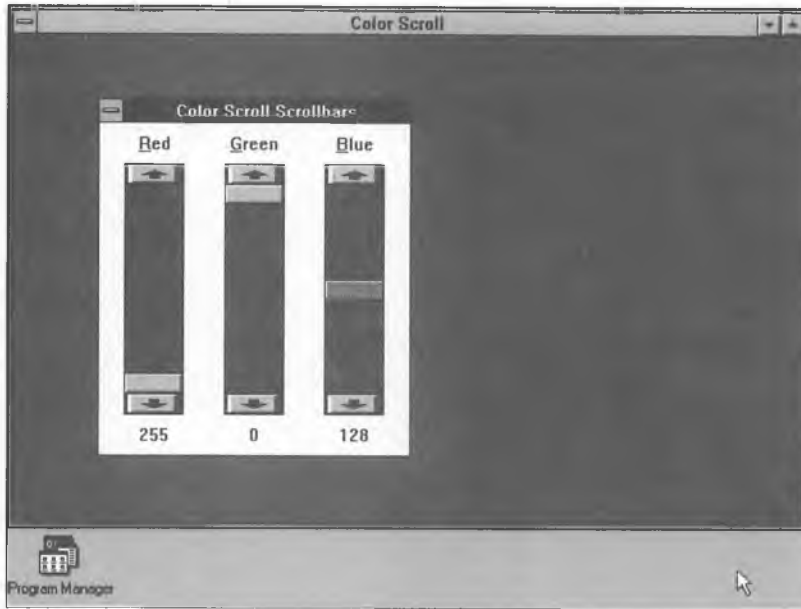 Color Scroll
Color Scroll Scrollbars
Red Green Blue
255 0 128
Program Manager